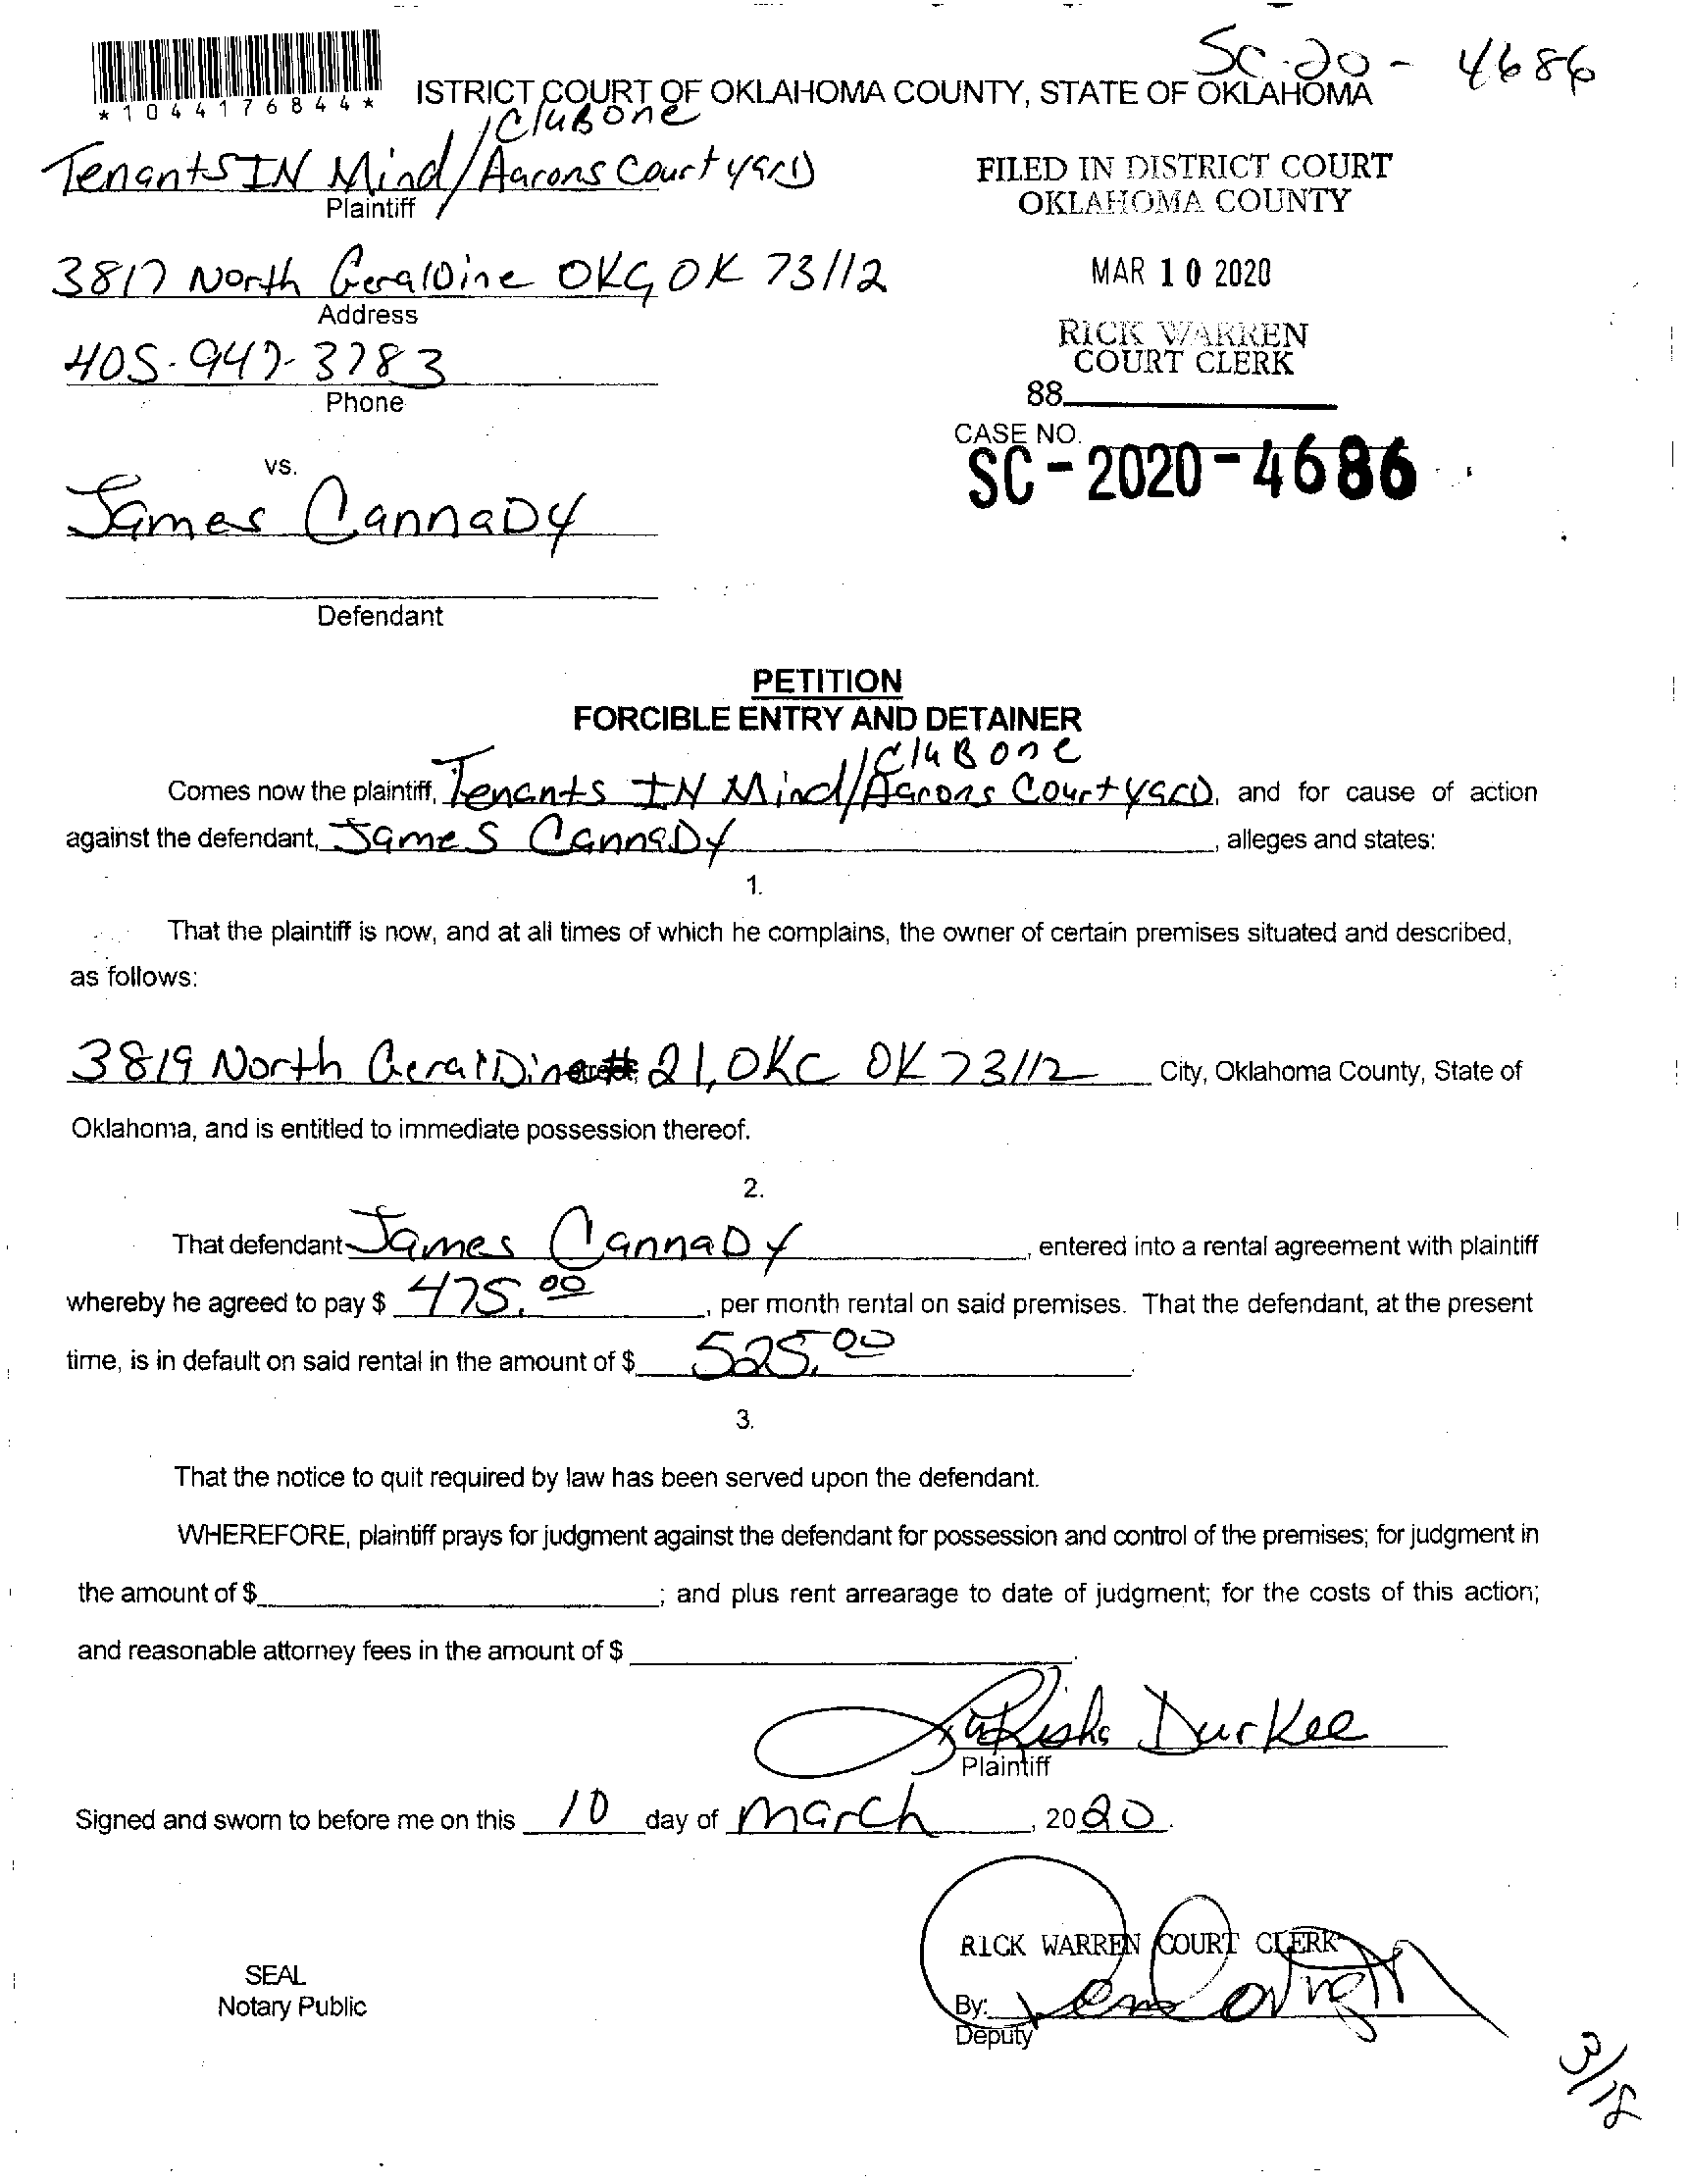 SC-20-4686
*1044176844*
ISTRICT COURT OF OKLAHOMA COUNTY, STATE OF OKLAHOMA
/CluB one
Tenants IN Mind/Aarons CourtyarD
Plaintiff
FILED IN DISTRICT COURT
OKLAHOMA COUNTY
3817 North GeralDine OKC, OK 73112
Address
MAR 10 2020
405-947-3783
Phone
RICK WARREN
COURT CLERK
88
CASE NO.
SC-2020-4686
vs.
James CannaDy
Defendant
PETITION
FORCIBLE ENTRY AND DETAINER
/CluB one
Comes now the plaintiff, Tenants IN Mind/Aarons CourtyarD, and for cause of action
against the defendant, James CannaDy, alleges and states:
1.
That the plaintiff is now, and at all times of which he complains, the owner of certain premises situated and described,
as follows:
3819 North GeralDine # 21, OKC OK 73112 City, Oklahoma County, State of
Oklahoma, and is entitled to immediate possession thereof.
2.
That defendant James CannaDy, entered into a rental agreement with plaintiff
whereby he agreed to pay $ 475.00, per month rental on said premises. That the defendant, at the present
time, is in default on said rental in the amount of $ 525.00.
3.
That the notice to quit required by law has been served upon the defendant.
WHEREFORE, plaintiff prays for judgment against the defendant for possession and control of the premises; for judgment in
the amount of $; and plus rent arrearage to date of judgment; for the costs of this action;
and reasonable attorney fees in the amount of $.
Durkee
Plaintiff
Signed and sworn to before me on this 10 day of march, 2020.
RICK WARREN COURT CLERK
SEAL
Notary Public
By:
Deputy